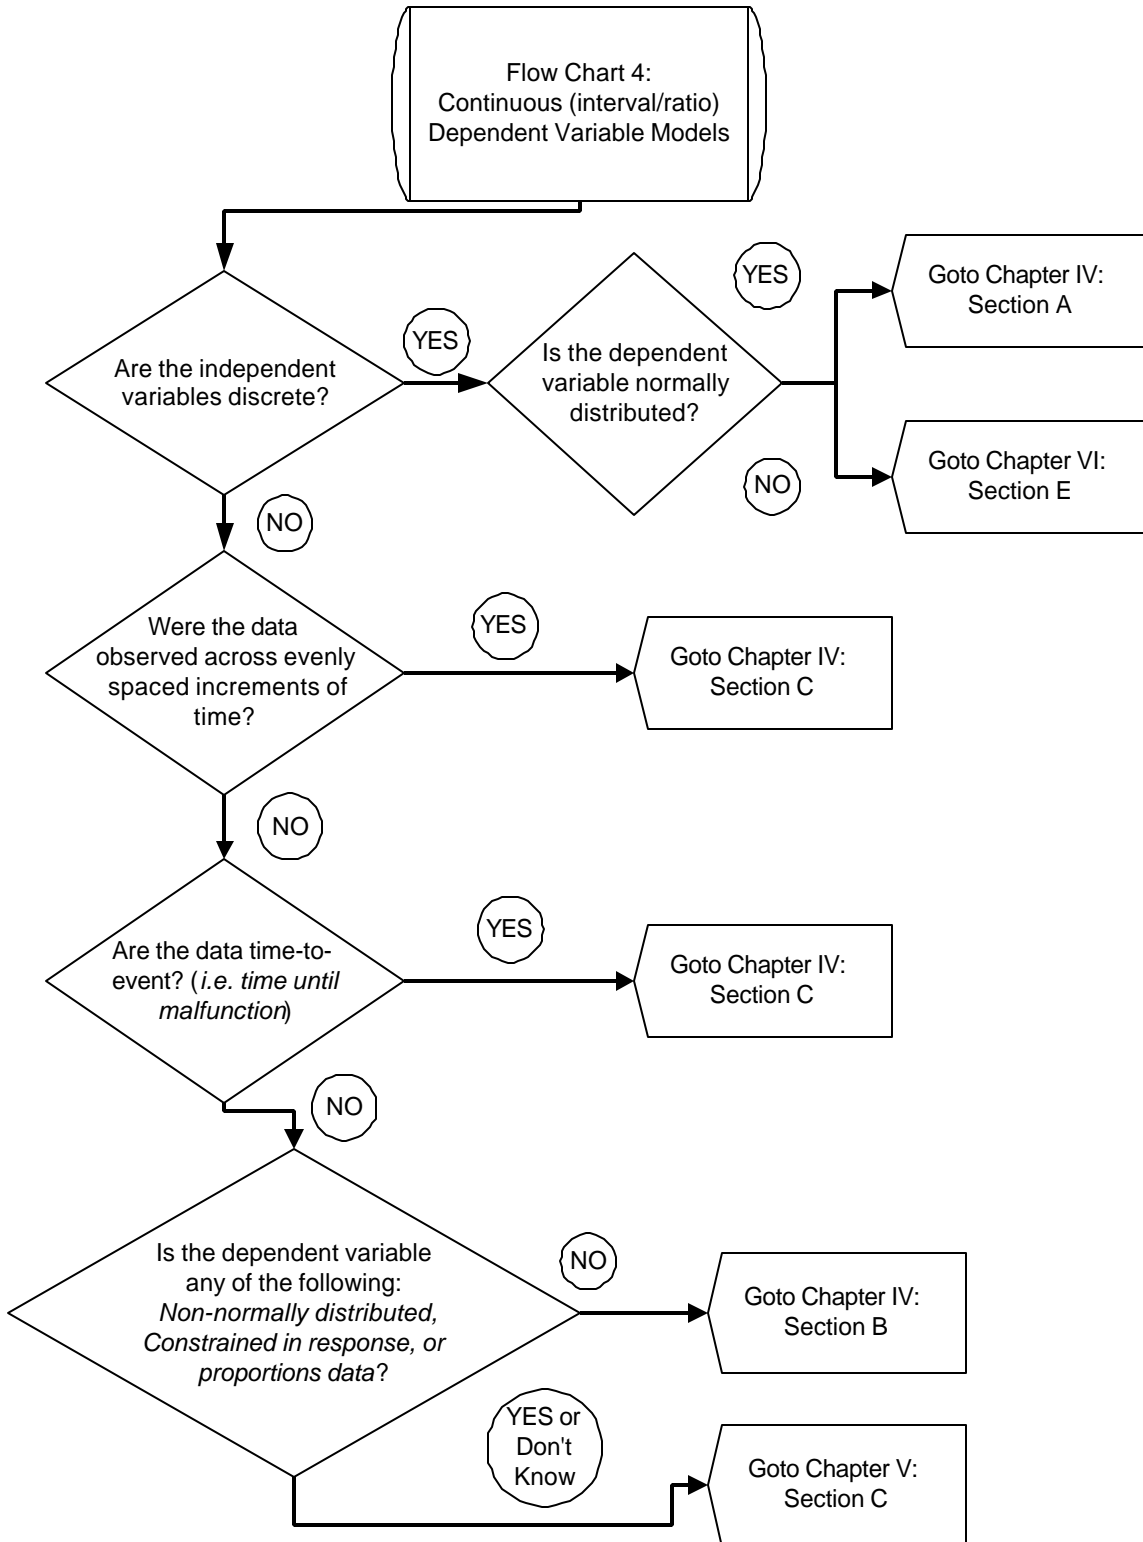 Flow Chart 4:
Continuous (interval/ratio)
Dependent Variable Models
Are the independent
variables discrete?
YES
Is the dependent
variable normally
distributed?
YES
Goto Chapter IV:
Section A
NO
Goto Chapter VI:
Section E
NO
Were the data
observed across evenly
spaced increments of
time?
YES
Goto Chapter IV:
Section C
NO
Are the data time-to-
event? (i.e. time until
malfunction)
YES
Goto Chapter IV:
Section C
NO
Is the dependent variable
any of the following:
Non-normally distributed,
Constrained in response, or
proportions data?
NO
Goto Chapter IV:
Section B
YES or
Don't
Know
Goto Chapter V:
Section C